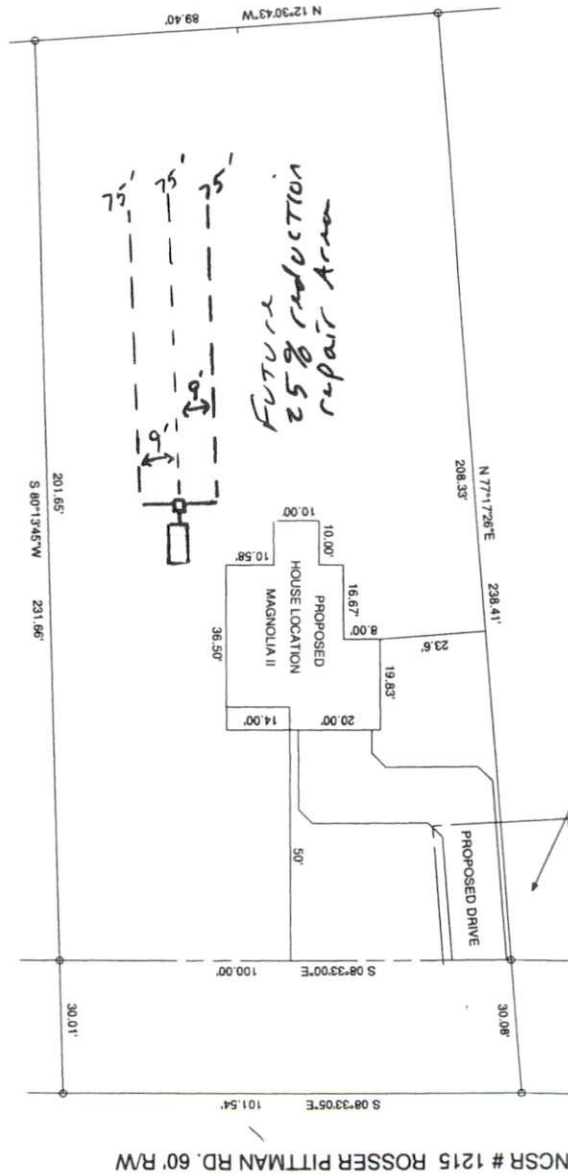 N 12°30'43"W
89.40'
75'
75'
75'
FUTURE
25% reduction
repair Area
9'
9'
201.65'
S 80°13'45"W
231.66'
N 77°17'26"E
208.33'
238.41'
10.00'
10.00'
10.58'
16.67'
8.00'
23.6'
PROPOSED
HOUSE LOCATION
MAGNOLIA II
36.50'
19.83'
14.00'
20.00'
50'
PROPOSED DRIVE
S 08°33'00"E
100.00'
30.01'
30.08'
S 08°33'05"E
101.54'
NCSR # 1215 ROSSER PITTMAN RD. 60' R/W